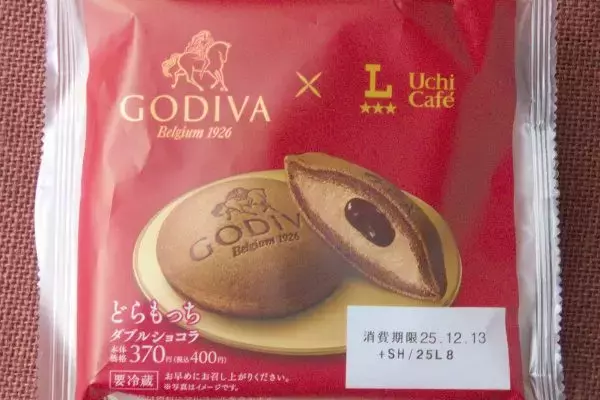 GODIVA
Belgium 1926
×
L
Uchi
Café
GODIVA
Belgium 1926
どらもっち
ダブルショコラ
本体
価格 370円(税込400円)
要冷蔵
お早めにお召し上がりください。
※写真はイメージです。
消費期限25.12.13
+SH/25L8